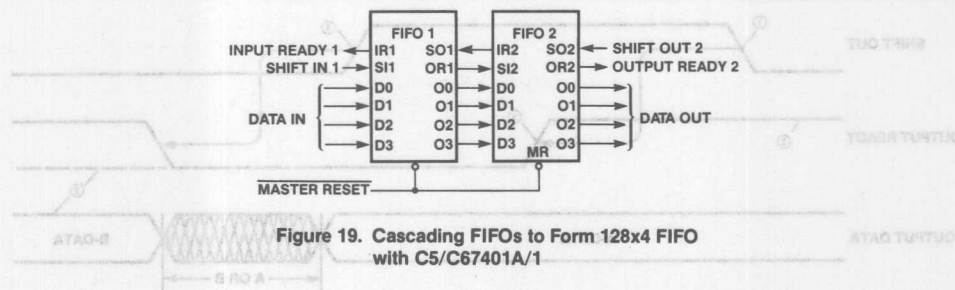 FIFO 1 FIFO 2
INPUT READY 1 IR1 SO1 IR2 SO2 SHIFT OUT 2
SHIFT IN 1 SI1 OR1 SI2 OR2 OUTPUT READY 2
D0 O0 D0 O0
D1 O1 D1 O1
DATA IN D2 O2 D2 O2 DATA OUT
D3 O3 D3 O3
MR
MASTER RESET
Figure 19. Cascading FIFOs to Form 128x4 FIFO
with C5/C67401A/1
SHIFT OUT
OUTPUT READY
OUTPUT DATA
B-DATA
A OR B